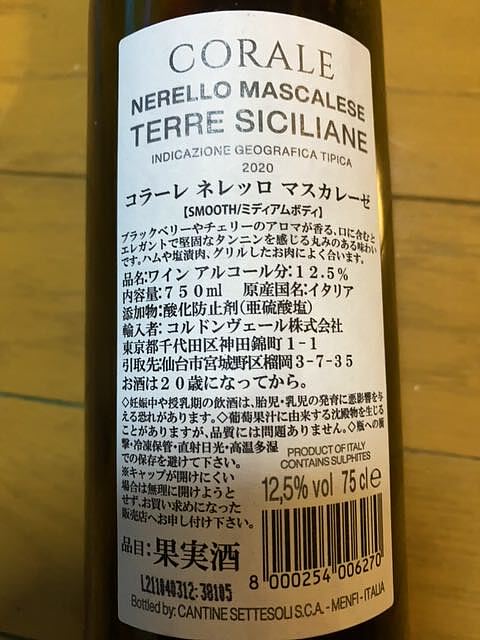 CORALE
NERELLO MASCALESE
TERRE SICILIANE
INDICAZIONE GEOGRAFICA TIPICA
2020
コラーレ ネレッロ マスカレーゼ
【SMOOTH/ミディアムボディ】
ブラックベリーやチェリーのアロマが香る、口に含むと
エレガントで堅固なタンニンを感じる丸みのある味わい
です。ハムや塩漬肉、グリルしたお肉によく合います。
品名:ワイン アルコール分:12.5%
内容量:750ml 原産国名:イタリア
添加物:酸化防止剤(亜硫酸塩)
輸入者:コルドンヴェール株式会社
東京都千代田区神田錦町1-1
引取先:仙台市宮城野区榴岡3-7-35
お酒は20歳になってから。
◇妊娠中や授乳期の飲酒は、胎児・乳児の発育に悪影響を与
える恐れがあります。◇葡萄果汁に由来する沈殿物を生じる
ことがありますが、品質には問題ありません。◇瓶への衝
撃・冷凍保管・直射日光・高温多湿
での保存を避けて下さい。
※キャップが開けにくい
場合は無理に開けようと
せず、お買い求めになった
販売店へお申し付け下さい。
PRODUCT OF ITALY
CONTAINS SULPHITES
12,5% vol 75 cl e
品目:果実酒
L211040312:38105
8 000254 006270
Bottled by: CANTINE SETTESOLI S.C.A. - MENFI - ITALIA